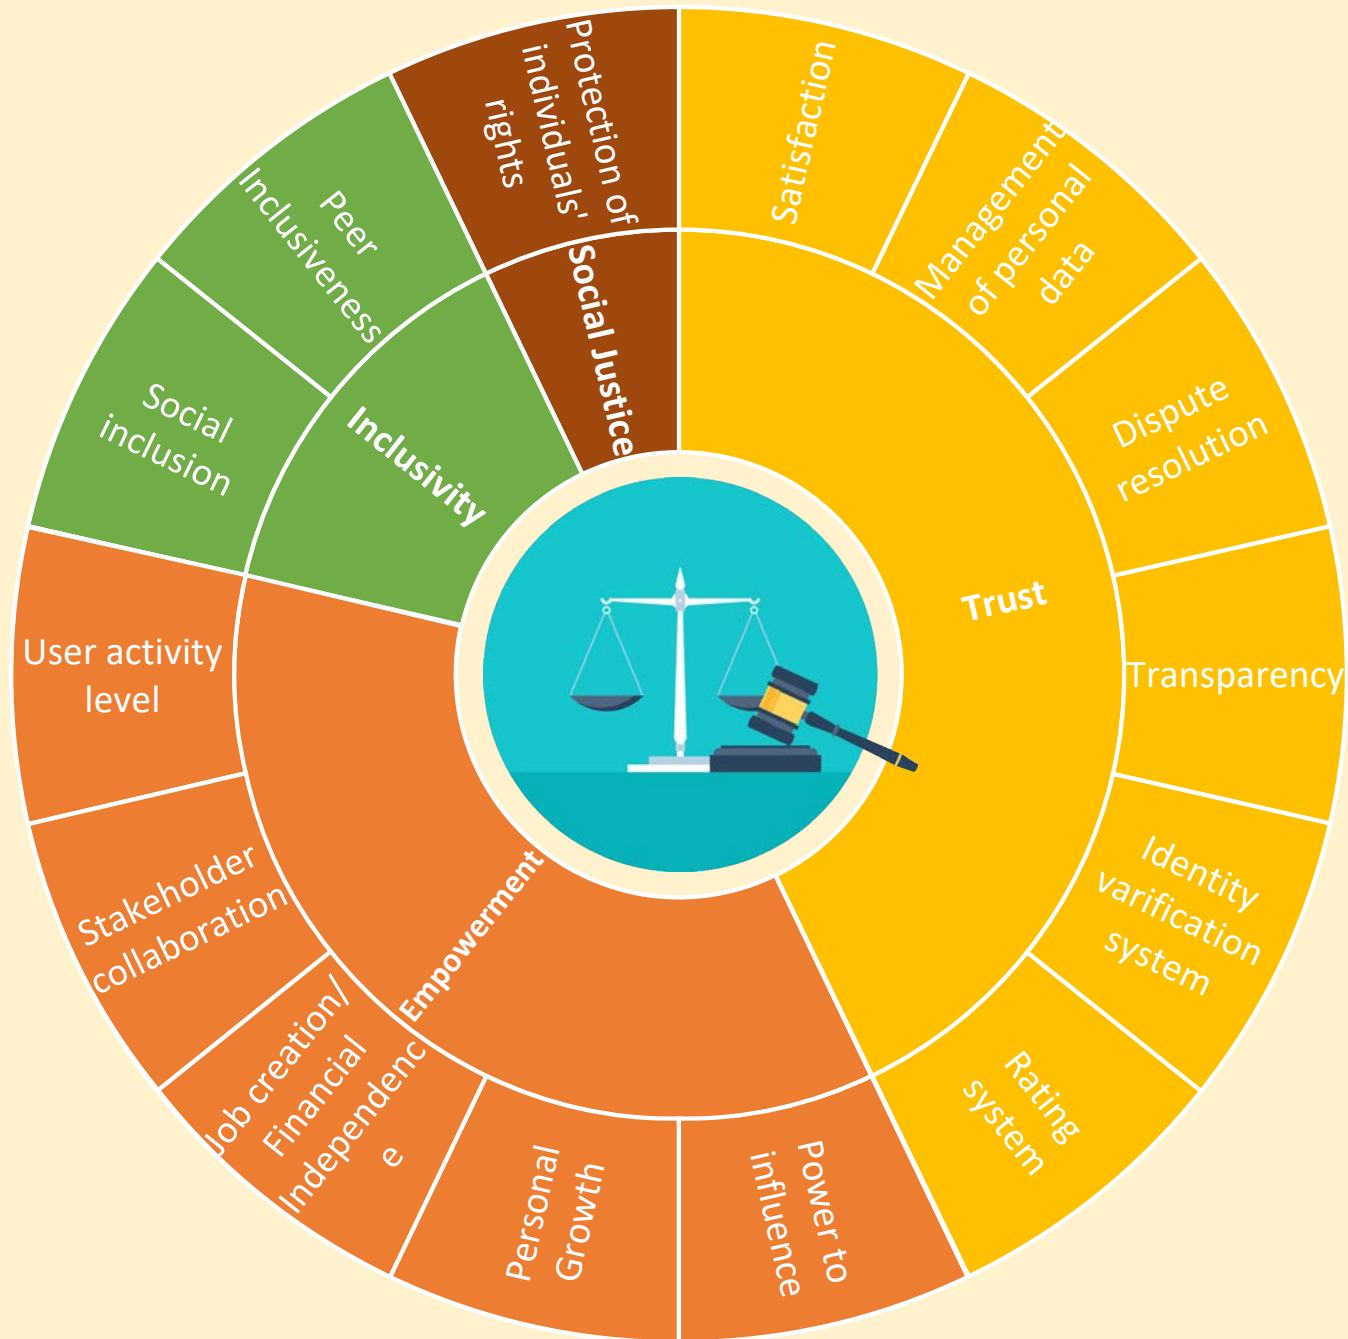 Satisfaction
Management
of personal
data
Dispute
resolution
Transparency
Identity
varification
system
Rating
system
Power to
influence
Personal
Growth
Job creation/
Financial
Independenc
e
Stakeholder
collaboration
User activity
level
Social
inclusion
Peer
Inclusiveness
Protection of
individuals'
rights
Trust
Empowerment
Inclusivity
Social Justice